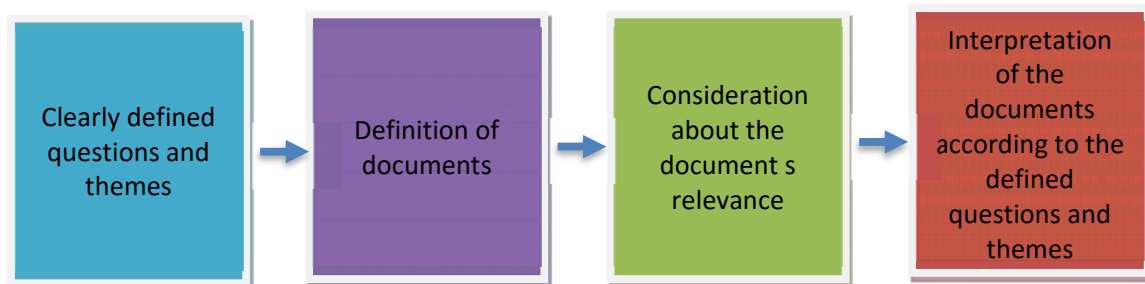 Clearly defined
questions and
themes
Definition of
documents
Consideration
about the
document s
relevance
Interpretation
of the
documents
according to the
defined
questions and
themes